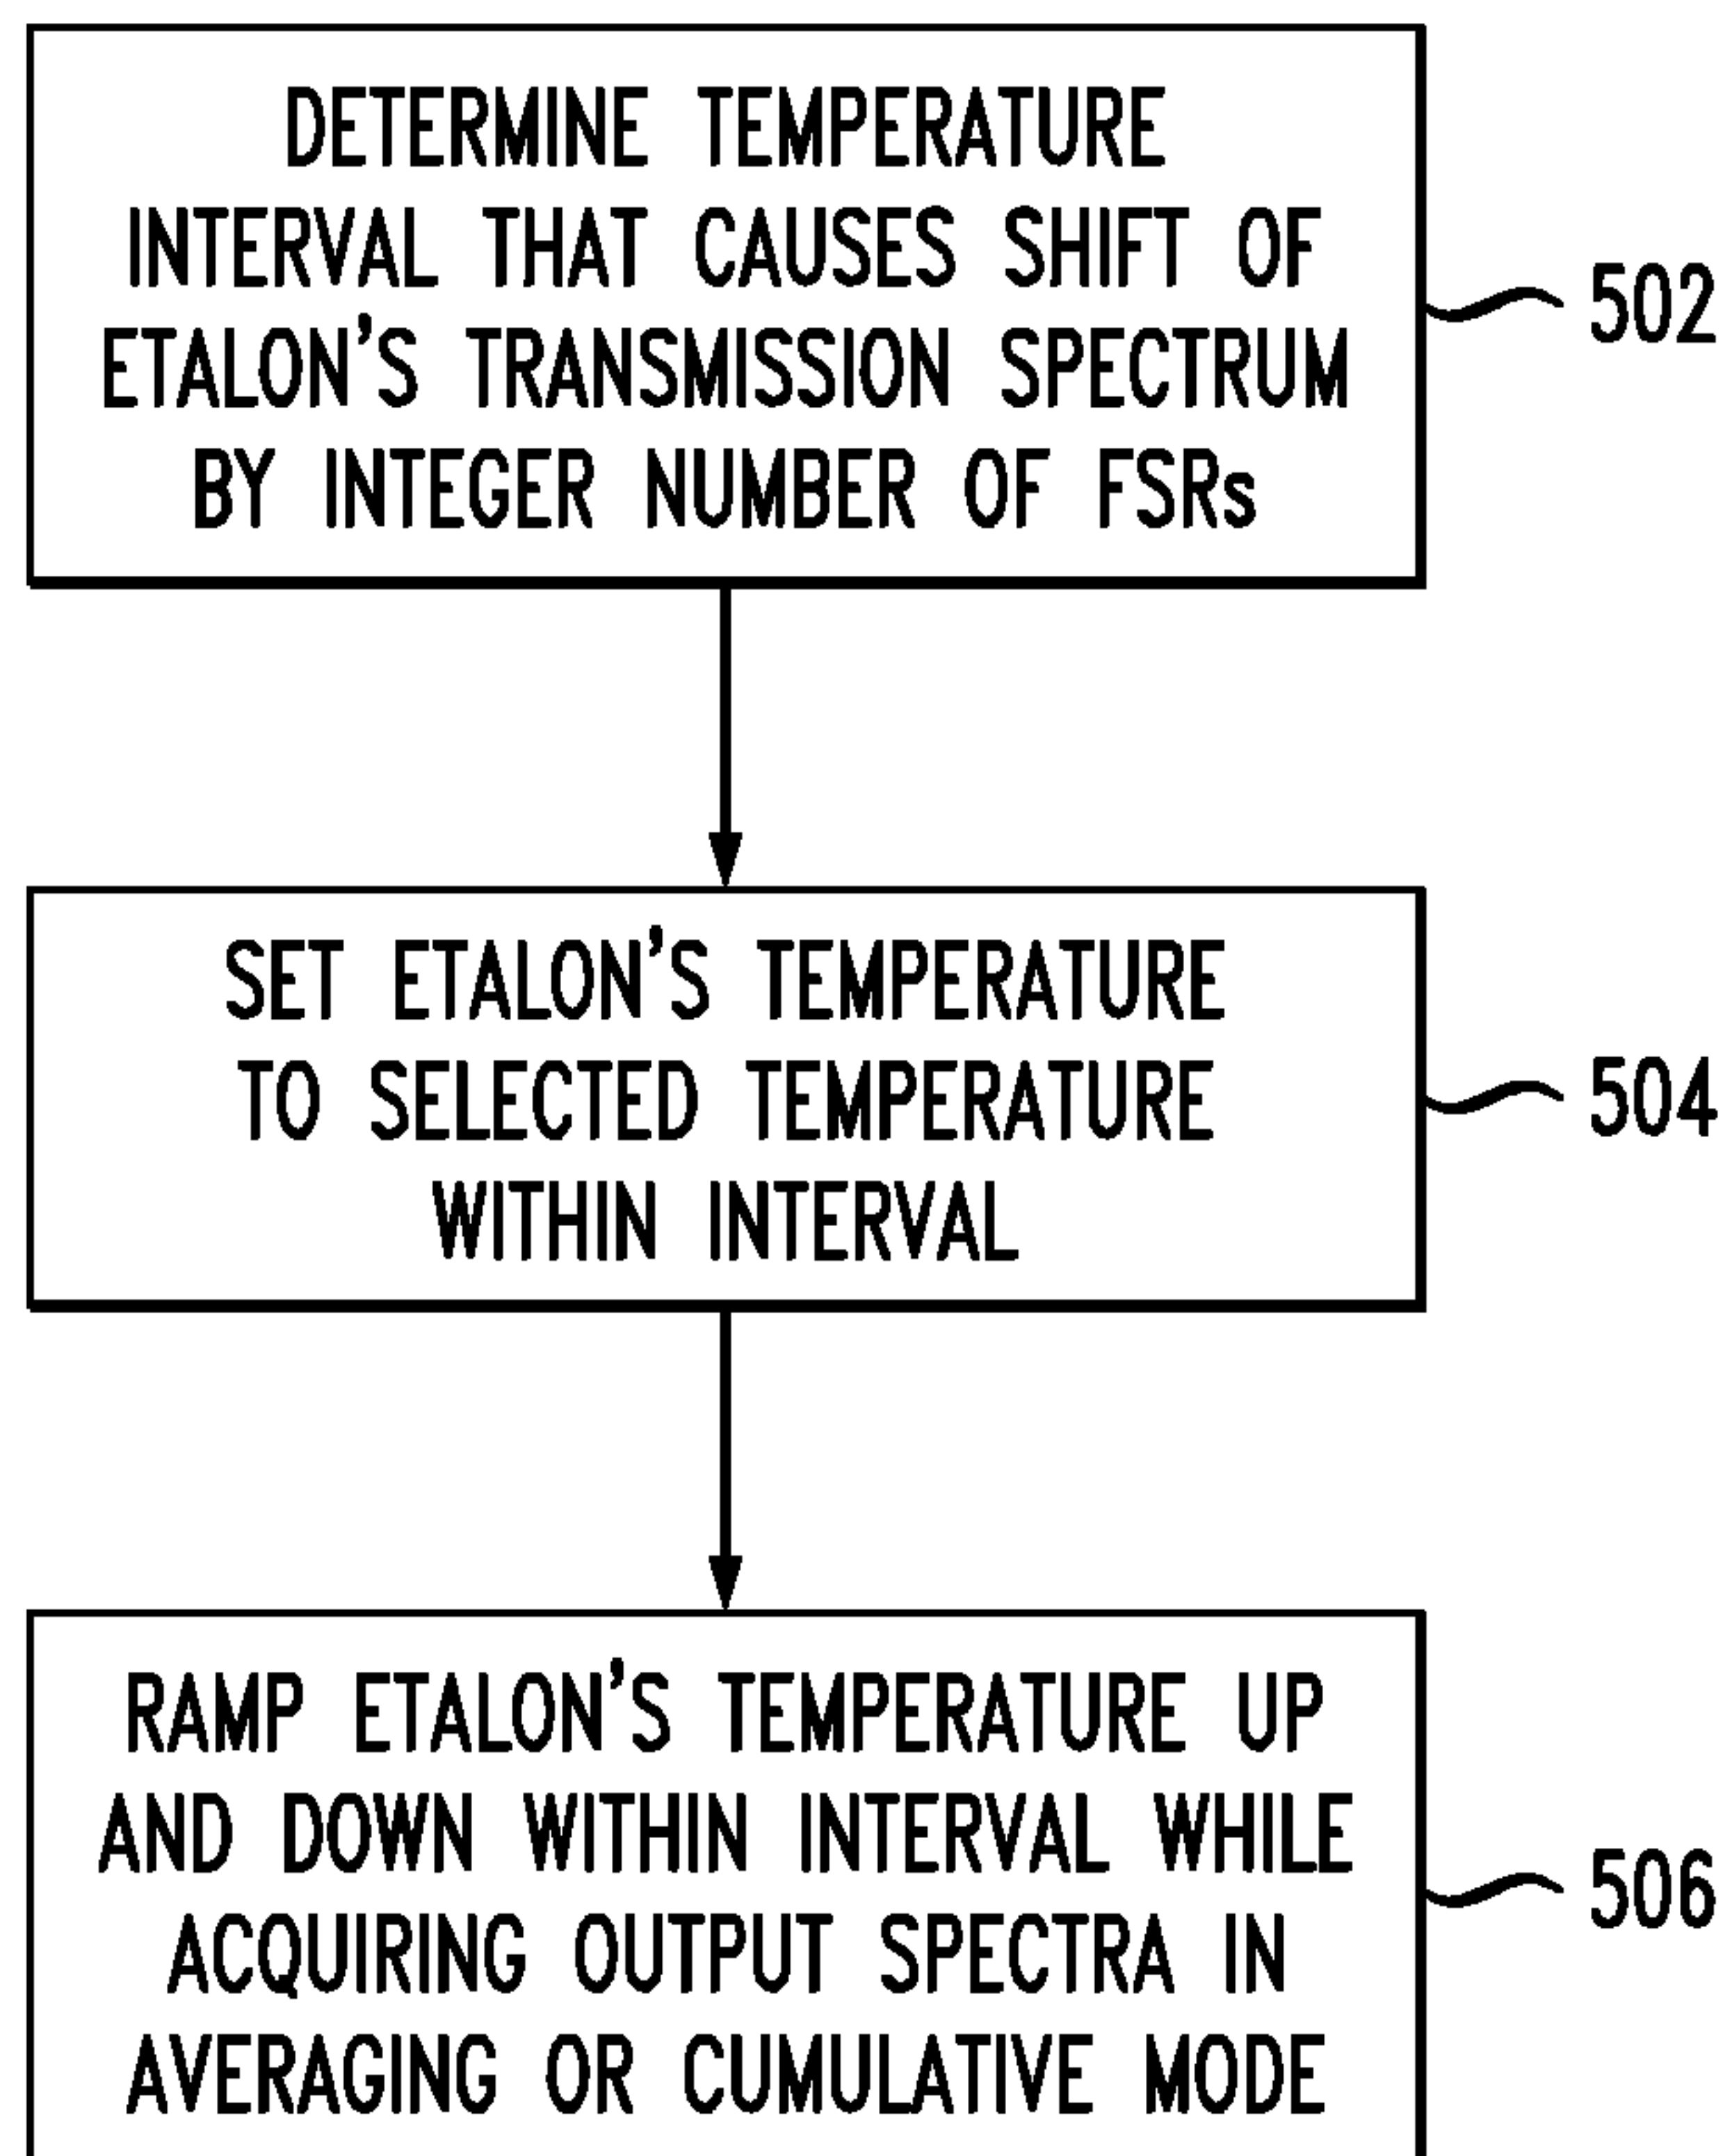 DETERMINE TEMPERATURE
INTERVAL THAT CAUSES SHIFT OF
ETALON'S TRANSMISSION SPECTRUM
BY INTEGER NUMBER OF FSRs
502
SET ETALON'S TEMPERATURE
TO SELECTED TEMPERATURE
WITHIN INTERVAL
504
RAMP ETALON'S TEMPERATURE UP
AND DOWN WITHIN INTERVAL WHILE
ACQUIRING OUTPUT SPECTRA IN
AVERAGING OR CUMULATIVE MODE
506